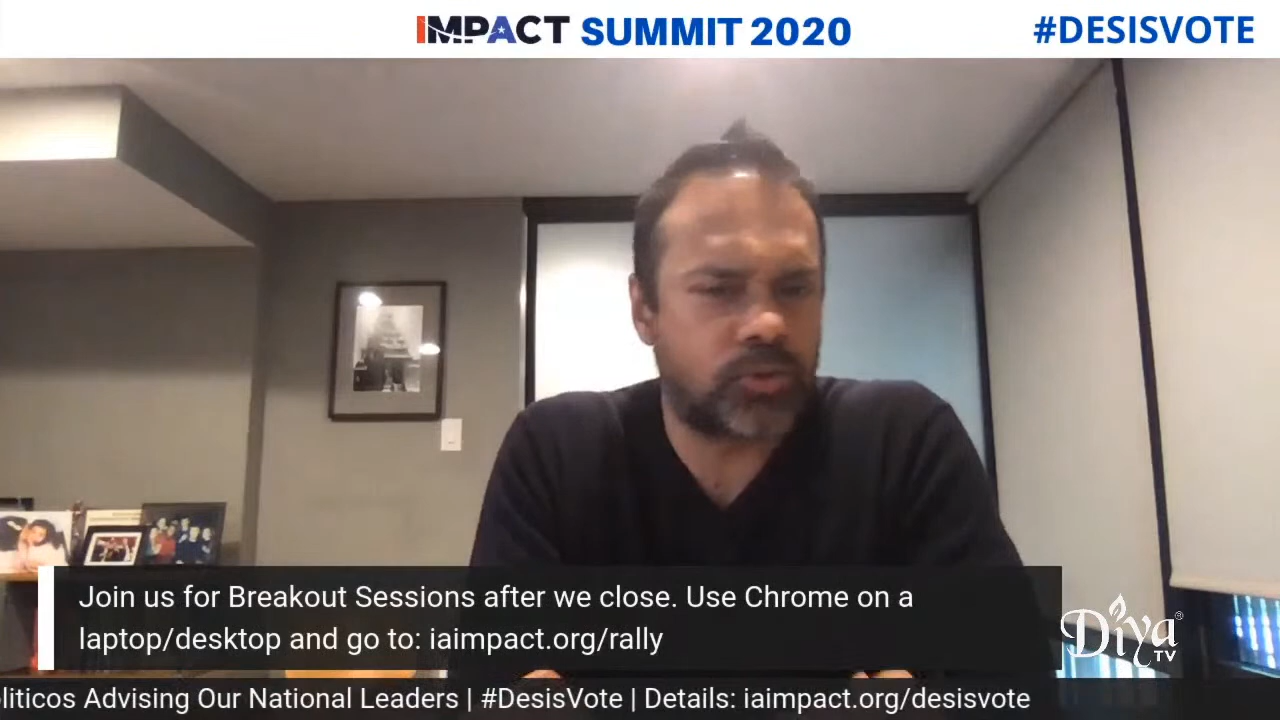 IMPACT SUMMIT 2020
#DESISVOTE
Join us for Breakout Sessions after we close. Use Chrome on a
laptop/desktop and go to: iaimpact.org/rally
Diya®
TV
liticos Advising Our National Leaders | #DesisVote | Details: iaimpact.org/desisvote